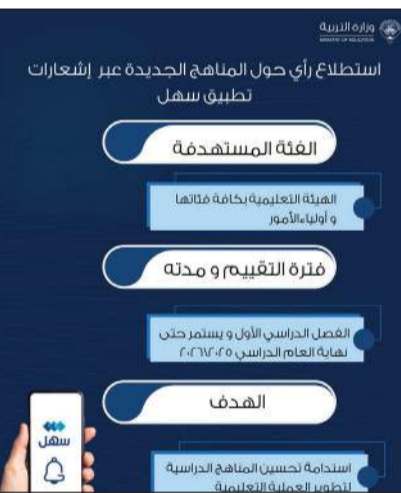 وزارة التربية
MINISTRY OF EDUCATION
استطلاع رأي حول المناهج الجديدة عبر إشعارات
تطبيق سهل
الفئة المستهدفة
الهيئة التعليمية بكافة فئاتها
و أولياء الأمور
فترة التقييم و مدته
الفصل الدراسي الأول و يستمر حتى
نهاية العام الدراسي ٢٠٢٥\٢٠٢٦
الهدف
سهل
استدامة تحسين المناهج الدراسية
لتطوير العملية التعليمية